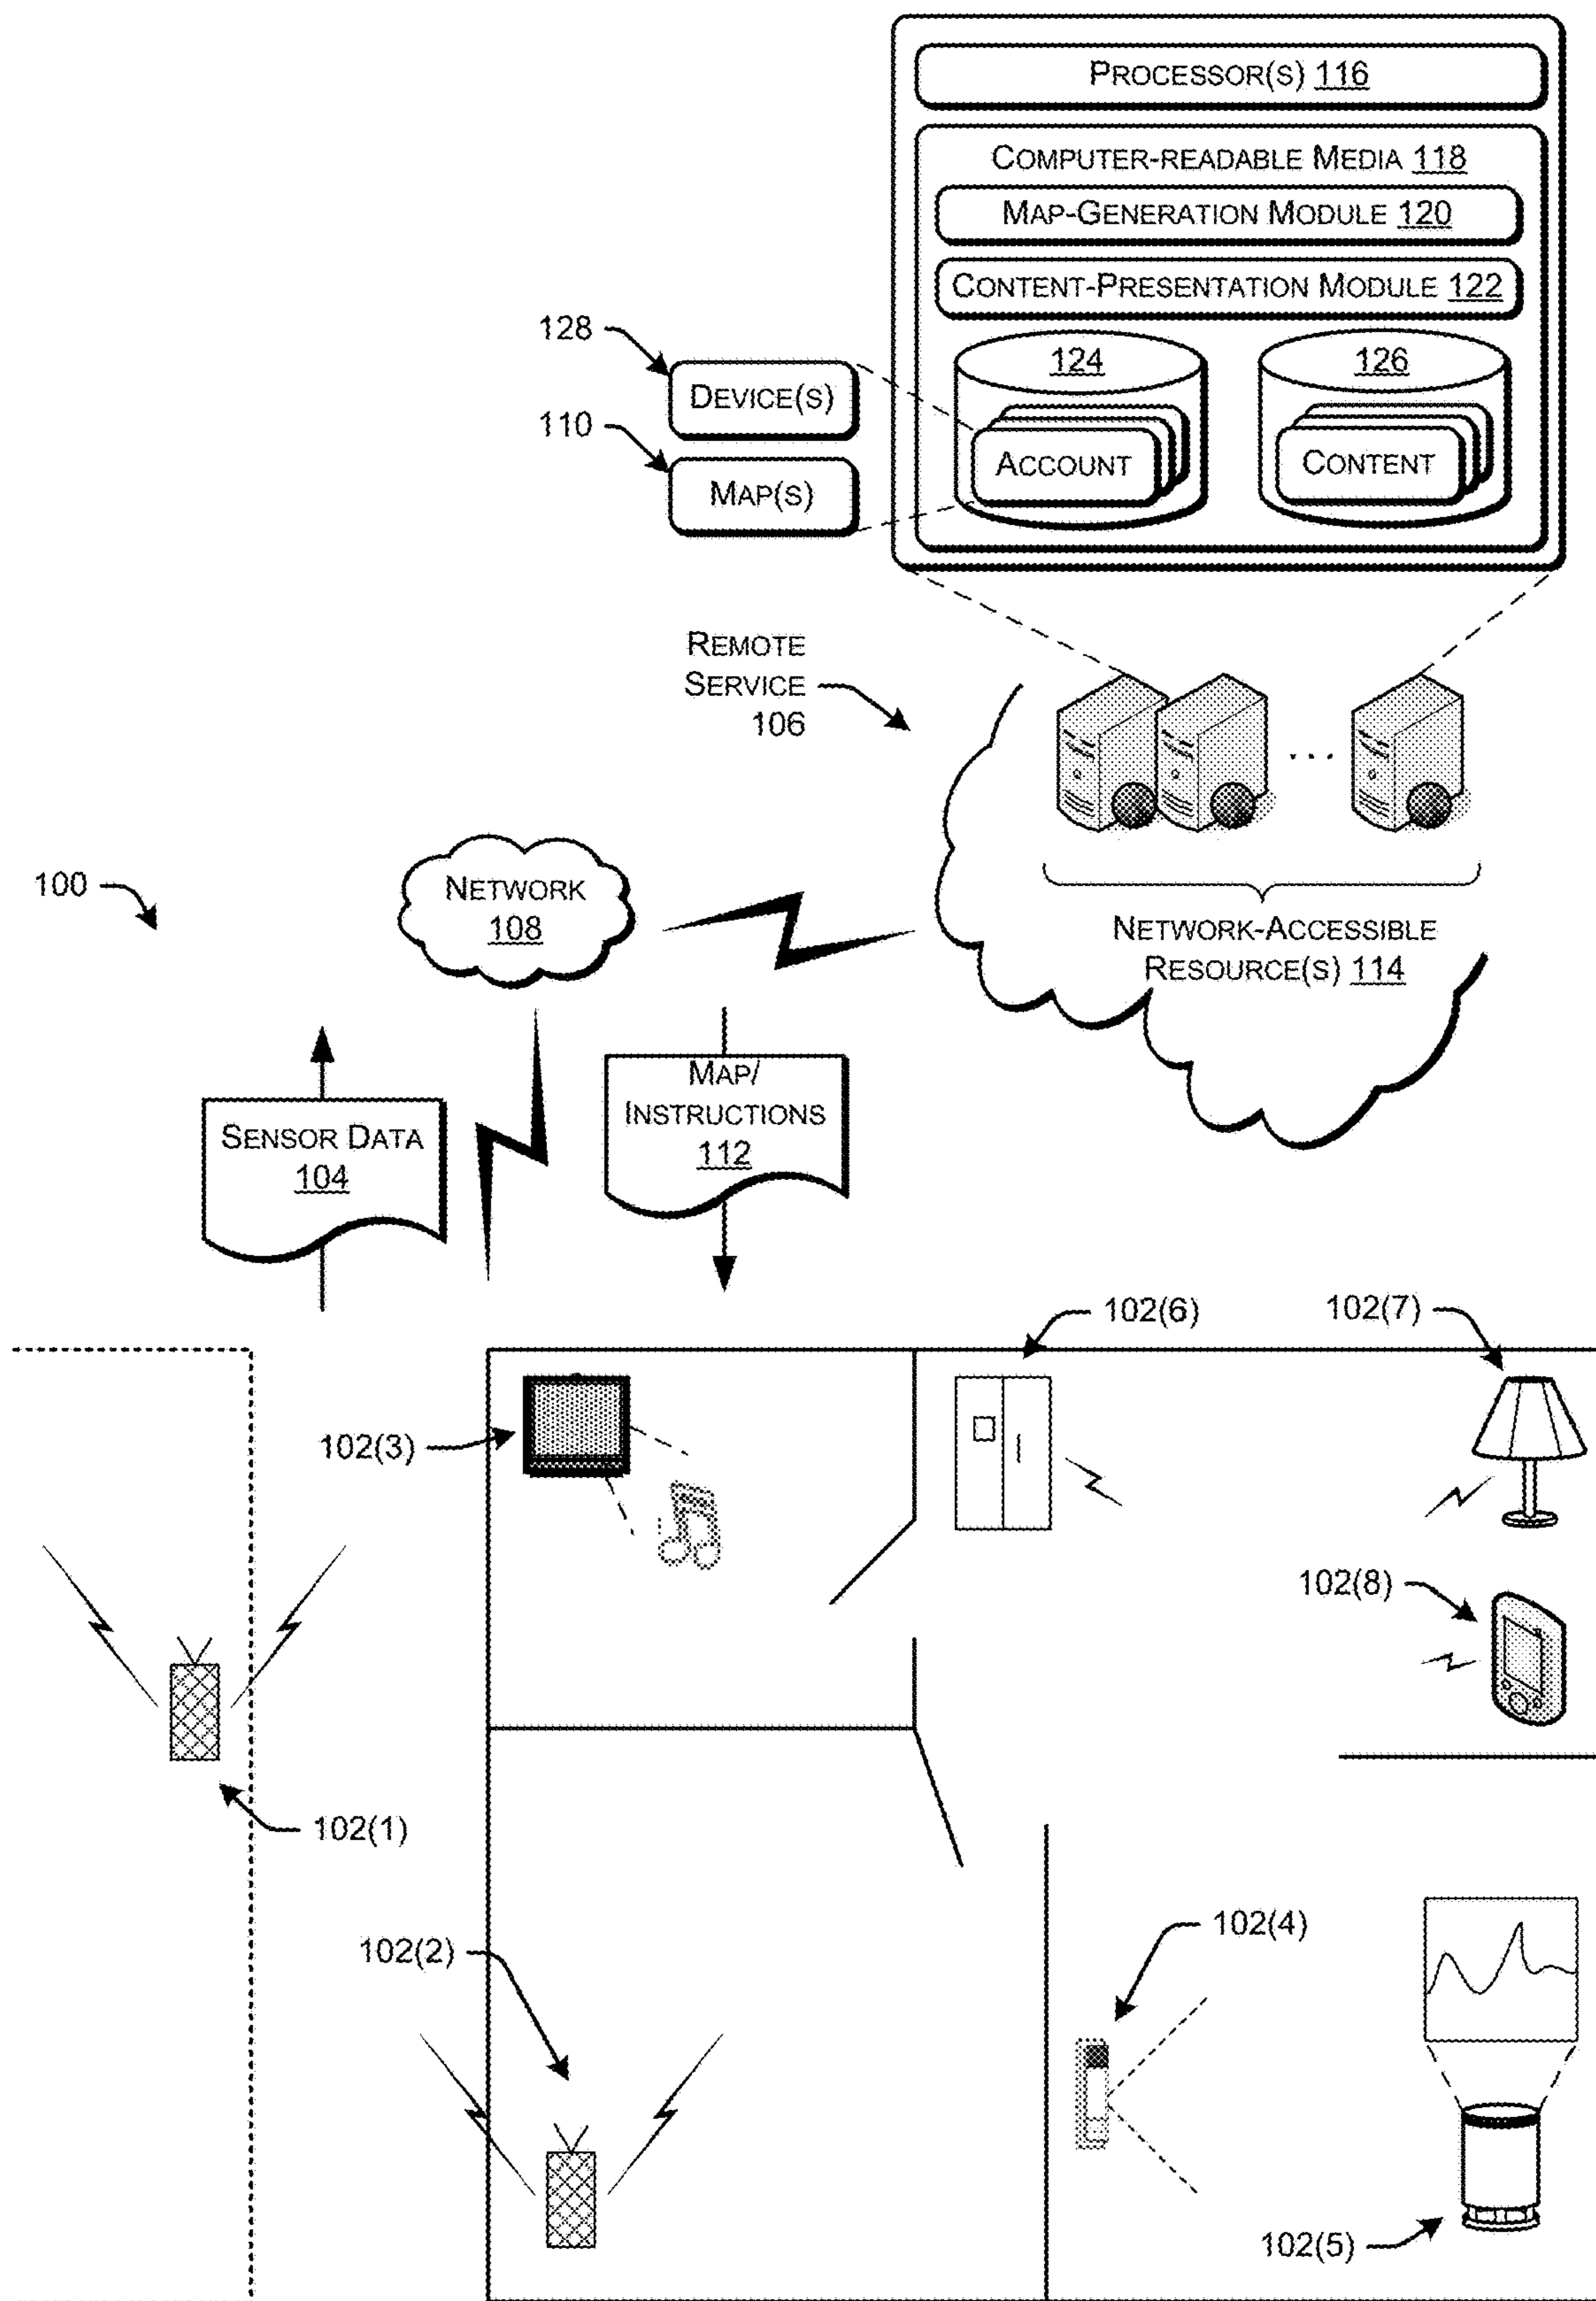 PROCESSOR(S) 116
COMPUTER-READABLE MEDIA 118
MAP-GENERATION MODULE 120
CONTENT-PRESENTATION MODULE 122
128
124
126
DEVICE(S)
110
ACCOUNT
CONTENT
MAP(S)
REMOTE
SERVICE
106
100
NETWORK
108
NETWORK-ACCESSIBLE
RESOURCE(S) 114
MAP/
INSTRUCTIONS
112
SENSOR DATA
104
102(6)
102(7)
102(3)
102(8)
102(1)
102(4)
102(2)
102(5)